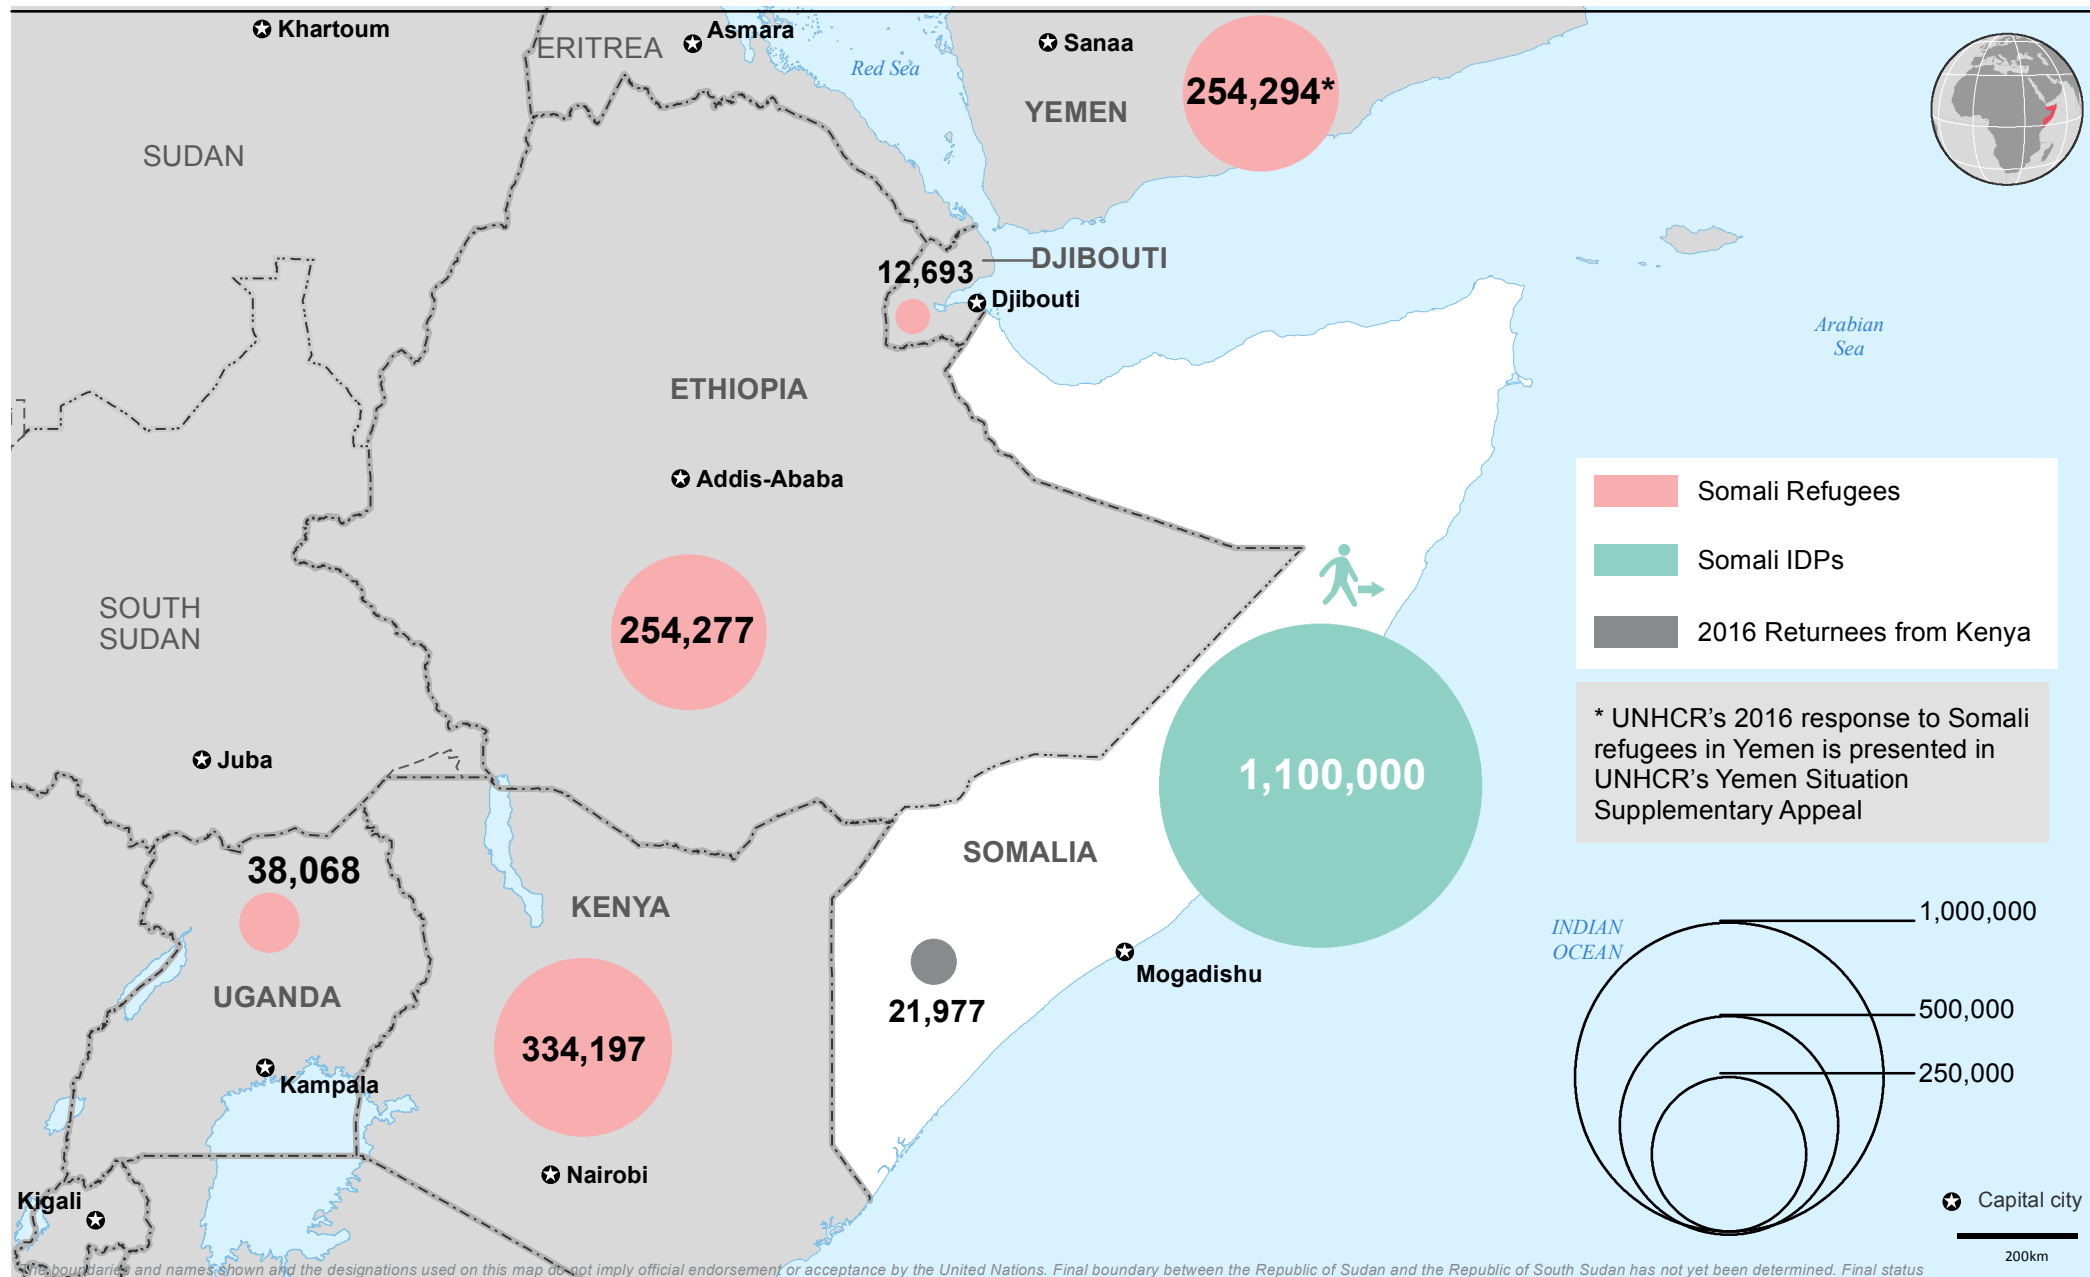 Khartoum
ERITREA
Asmara
Red Sea
Sanaa
YEMEN
254,294*
SUDAN
12,693
DJIBOUTI
Djibouti
Arabian
Sea
ETHIOPIA
Addis-Ababa
254,277
SOUTH
SUDAN
Juba
Somali Refugees
Somali IDPs
2016 Returnees from Kenya
* UNHCR’s 2016 response to Somali
refugees in Yemen is presented in
UNHCR’s Yemen Situation
Supplementary Appeal
1,100,000
SOMALIA
38,068
KENYA
UGANDA
334,197
21,977
Mogadishu
INDIAN
OCEAN
1,000,000
500,000
250,000
Kampala
Nairobi
Kigali
Capital city
200km
The boundaries and names shown and the designations used on this map do not imply official endorsement or acceptance by the United Nations. Final boundary between the Republic of Sudan and the Republic of South Sudan has not yet been determined. Final status